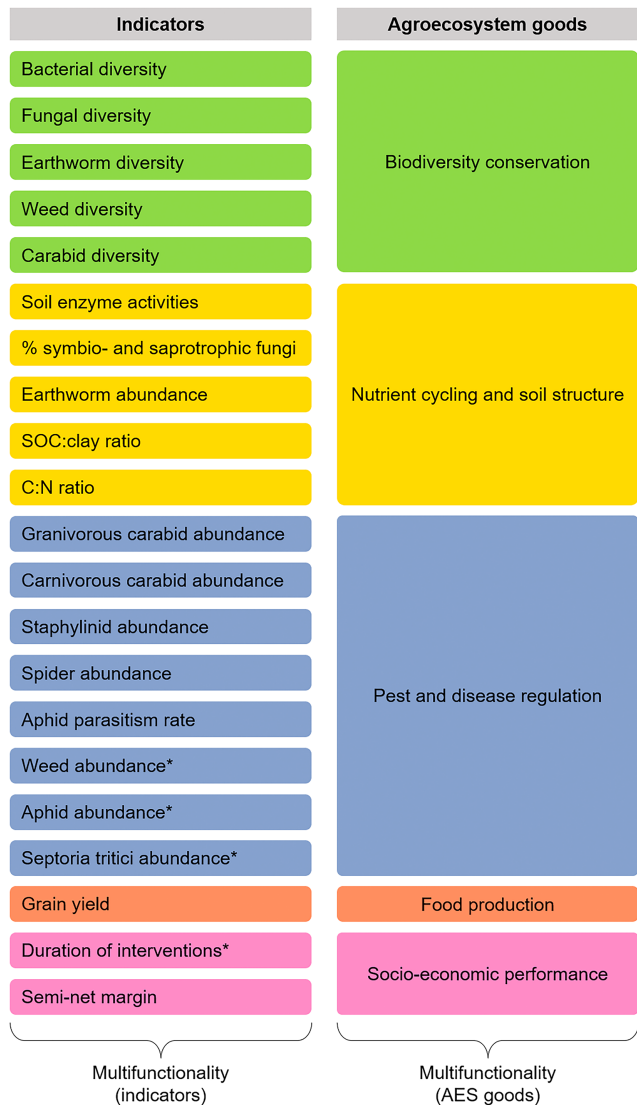 Indicators
Agroecosystem goods
Bacterial diversity
Fungal diversity
Earthworm diversity
Weed diversity
Carabid diversity
Biodiversity conservation
Soil enzyme activities
% symbio- and saprotrophic fungi
Earthworm abundance
SOC:clay ratio
C:N ratio
Nutrient cycling and soil structure
Granivorous carabid abundance
Carnivorous carabid abundance
Staphylinid abundance
Spider abundance
Aphid parasitism rate
Weed abundance*
Aphid abundance*
Septoria tritici abundance*
Pest and disease regulation
Grain yield
Food production
Duration of interventions*
Semi-net margin
Socio-economic performance
Multifunctionality
(indicators)
Multifunctionality
(AES goods)